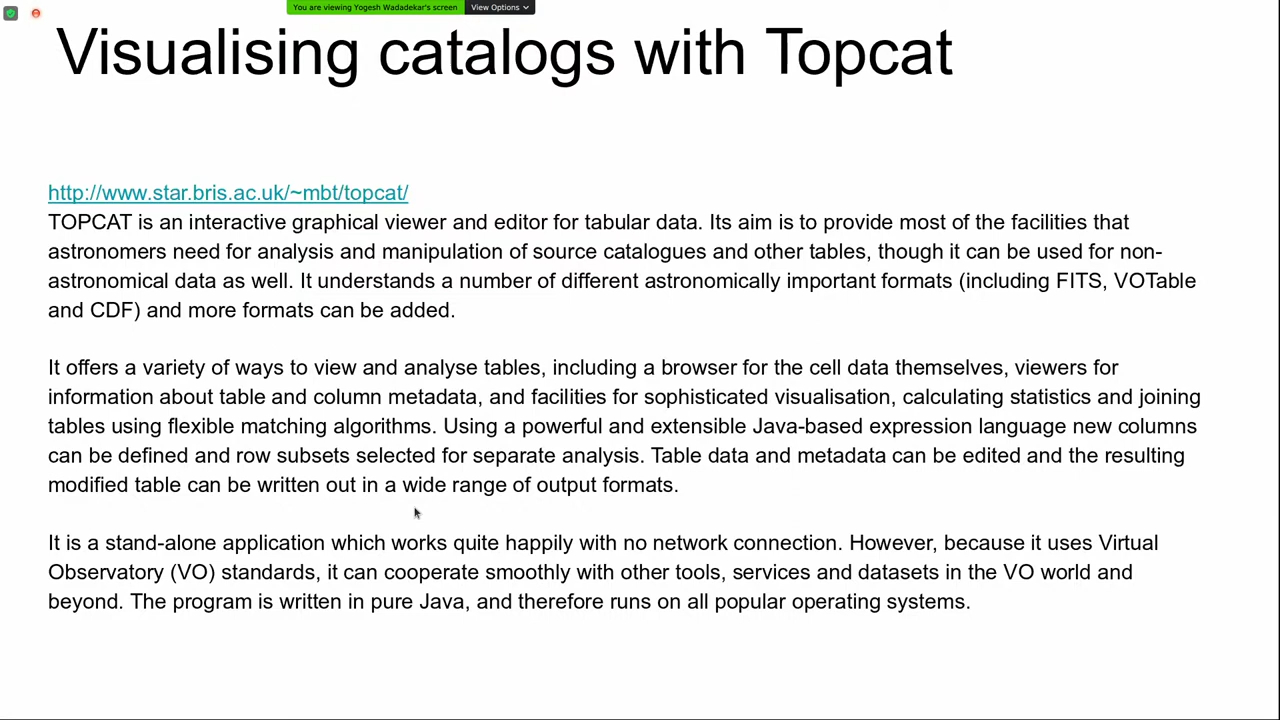 You are viewing Yogesh Wadadekar's screen
View Options
Visualising catalogs with Topcat
http://www.star.bris.ac.uk/~mbt/topcat/
TOPCAT is an interactive graphical viewer and editor for tabular data. Its aim is to provide most of the facilities that
astronomers need for analysis and manipulation of source catalogues and other tables, though it can be used for non-
astronomical data as well. It understands a number of different astronomically important formats (including FITS, VOTable
and CDF) and more formats can be added.
It offers a variety of ways to view and analyse tables, including a browser for the cell data themselves, viewers for
information about table and column metadata, and facilities for sophisticated visualisation, calculating statistics and joining
tables using flexible matching algorithms. Using a powerful and extensible Java-based expression language new columns
can be defined and row subsets selected for separate analysis. Table data and metadata can be edited and the resulting
modified table can be written out in a wide range of output formats.
It is a stand-alone application which works quite happily with no network connection. However, because it uses Virtual
Observatory (VO) standards, it can cooperate smoothly with other tools, services and datasets in the VO world and
beyond. The program is written in pure Java, and therefore runs on all popular operating systems.